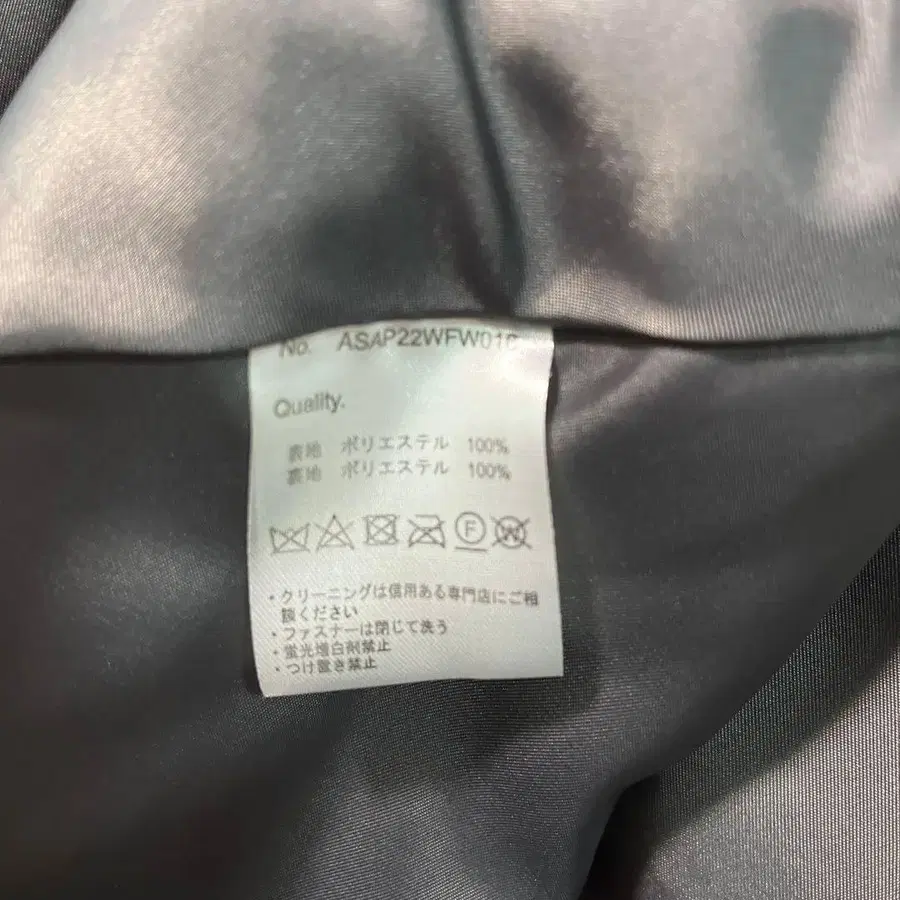 No. ASAP22WFW01
Quality.
表地 ポリエステル 100%
裏地 ポリエステル 100%
F W
・クリーニングは信用ある専門店にご相
談ください
・ファスナーは閉じて洗う
・蛍光増白剤禁止
・つけ置き禁止